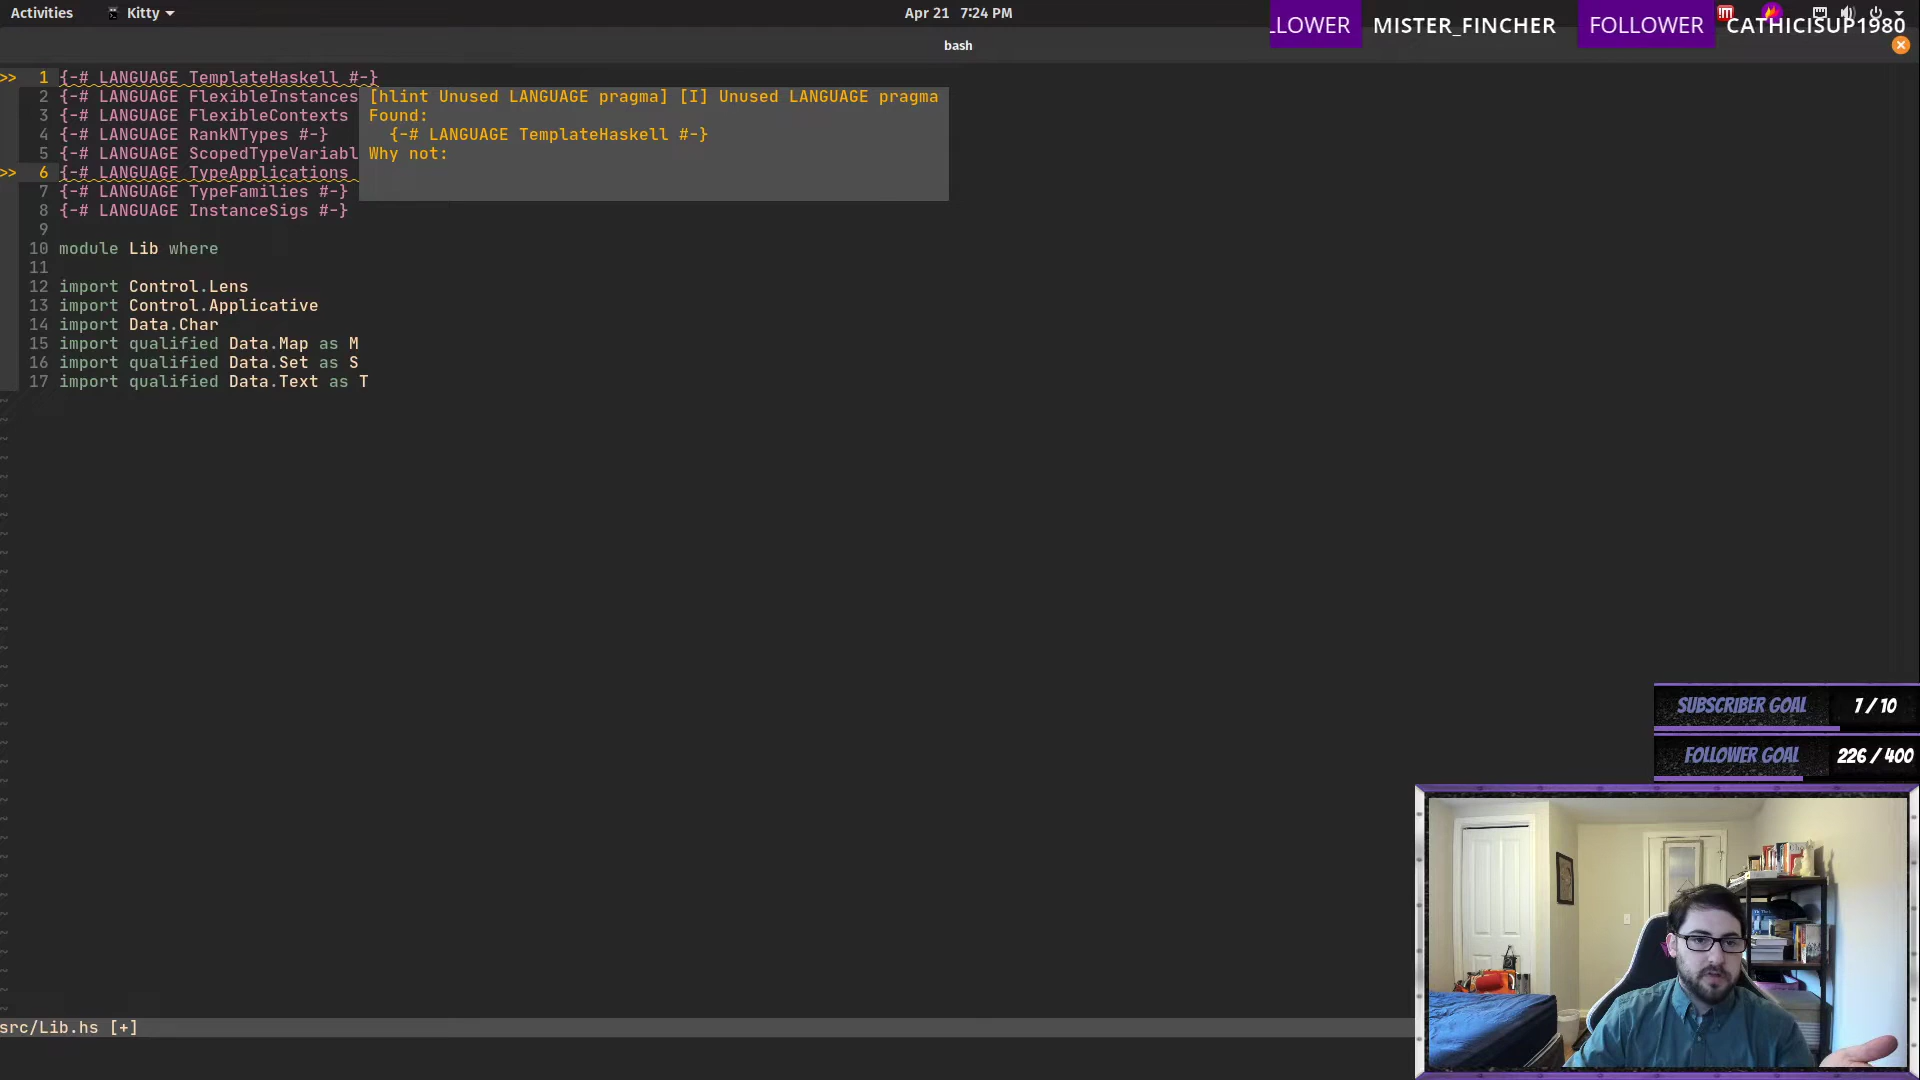 Activities
Kitty
Apr 21 7:24 PM
LLOWER MISTER_FINCHER FOLLOWER CATHICISUP1980
bash
>> 1 {-# LANGUAGE TemplateHaskell #-}
2 {-# LANGUAGE FlexibleInstances
3 {-# LANGUAGE FlexibleContexts
4 {-# LANGUAGE RankNTypes #-}
5 {-# LANGUAGE ScopedTypeVariabl
>> 6 {-# LANGUAGE TypeApplications
7 {-# LANGUAGE TypeFamilies #-}
8 {-# LANGUAGE InstanceSigs #-}
9
10 module Lib where
11
12 import Control.Lens
13 import Control.Applicative
14 import Data.Char
15 import qualified Data.Map as M
16 import qualified Data.Set as S
17 import qualified Data.Text as T
[hlint Unused LANGUAGE pragma] [I] Unused LANGUAGE pragma
Found:
{-# LANGUAGE TemplateHaskell #-}
Why not:
SUBSCRIBER GOAL 7 / 10
FOLLOWER GOAL 226 / 400
src/Lib.hs [+]